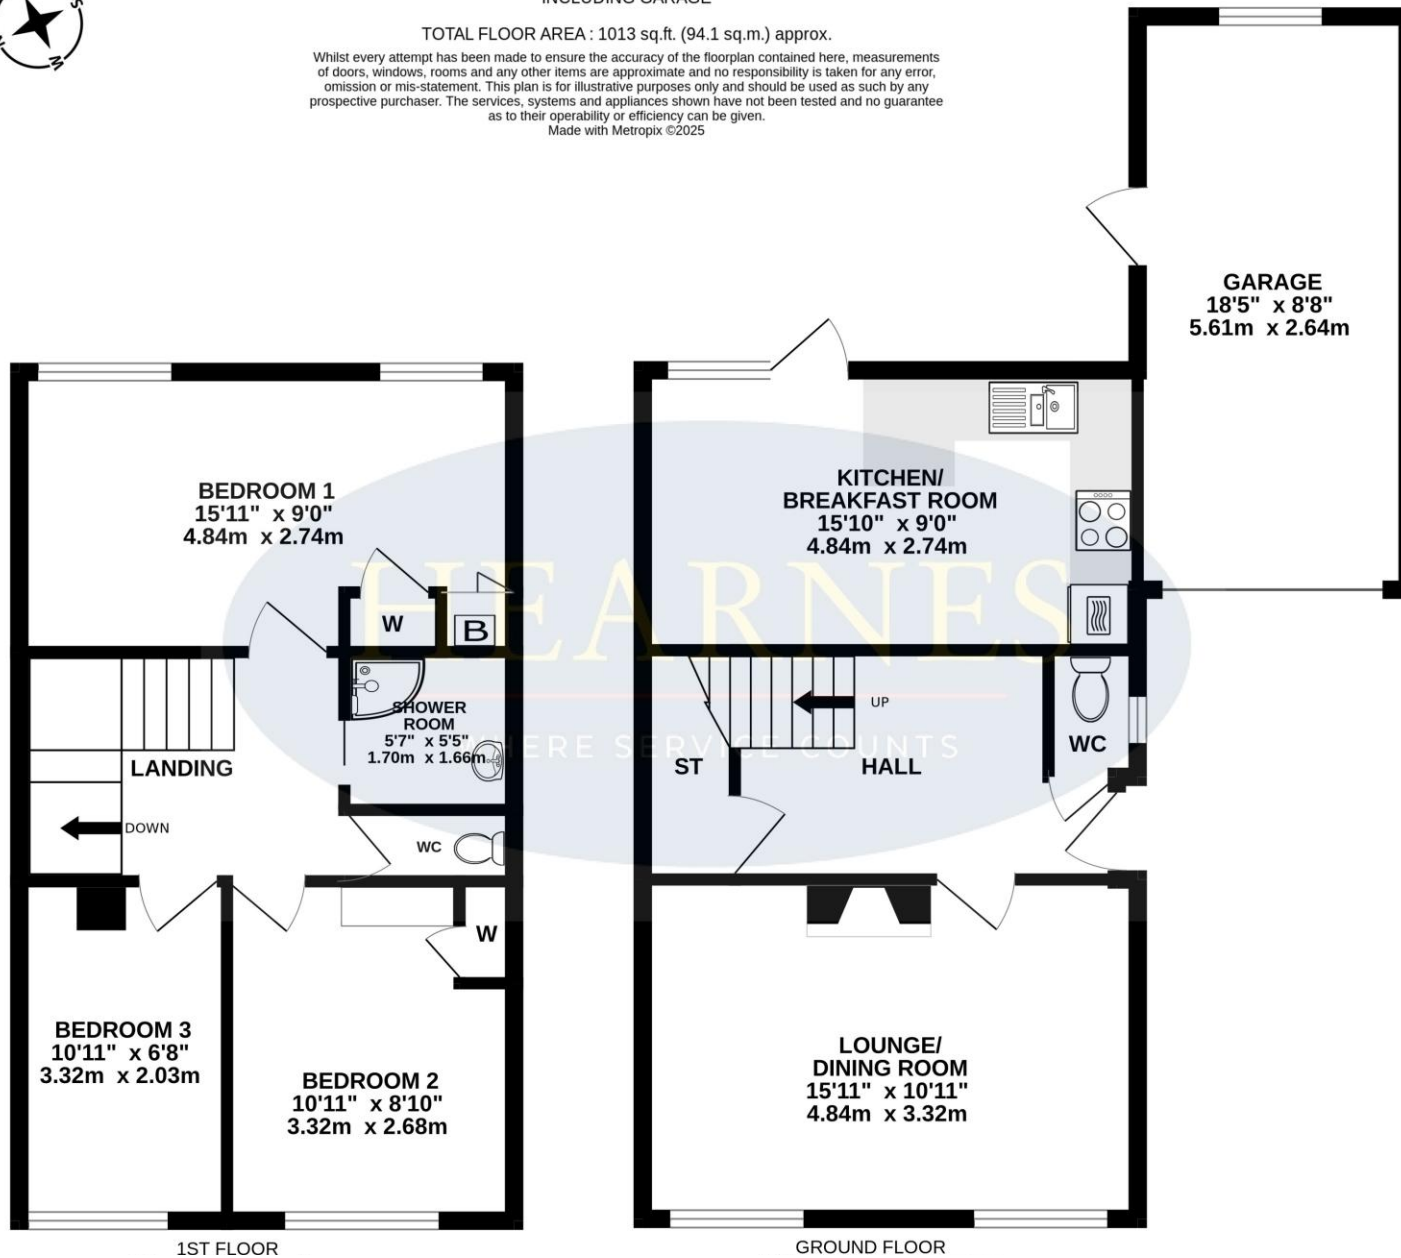 INCLUDING GARAGE
TOTAL FLOOR AREA : 1013 sq.ft. (94.1 sq.m.) approx.
Whilst every attempt has been made to ensure the accuracy of the floorplan contained here, measurements
of doors, windows, rooms and any other items are approximate and no responsibility is taken for any error,
omission or mis-statement. This plan is for illustrative purposes only and should be used as such by any
prospective purchaser. The services, systems and appliances shown have not been tested and no guarantee
as to their operability or efficiency can be given.
Made with Metropix ©2025
S
W
N
GARAGE
18'5" x 8'8"
5.61m x 2.64m
BEDROOM 1
15'11" x 9'0"
4.84m x 2.74m
W
B
KITCHEN/
BREAKFAST ROOM
15'10" x 9'0"
4.84m x 2.74m
HEARNES
WHERE SERVICE COUNTS
SHOWER
ROOM
5'7" x 5'5"
1.70m x 1.66m
LANDING
DOWN
WC
UP
ST
HALL
WC
BEDROOM 3
10'11" x 6'8"
3.32m x 2.03m
W
BEDROOM 2
10'11" x 8'10"
3.32m x 2.68m
LOUNGE/
DINING ROOM
15'11" x 10'11"
4.84m x 3.32m
1ST FLOOR
GROUND FLOOR